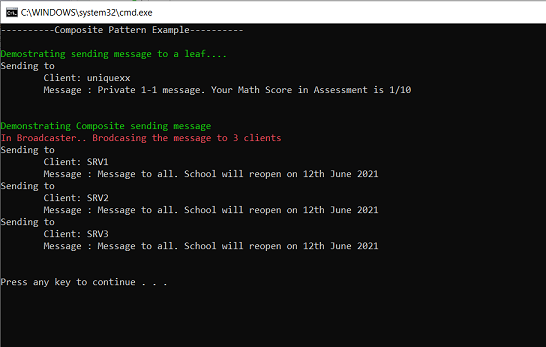 C:\WINDOWS\system32\cmd.exe
----------Composite Pattern Example----------
Demostrating sending message to a leaf....
Sending to
Client: uniquexx
Message : Private 1-1 message. Your Math Score in Assessment is 1/10
Demonstrating Composite sending message
In Broadcaster.. Brodcasing the message to 3 clients
Sending to
Client: SRV1
Message : Message to all. School will reopen on 12th June 2021
Sending to
Client: SRV2
Message : Message to all. School will reopen on 12th June 2021
Sending to
Client: SRV3
Message : Message to all. School will reopen on 12th June 2021
Press any key to continue . . .